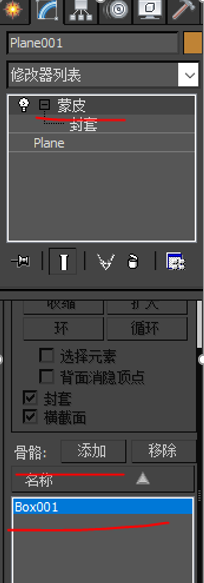 Plane001
修改器列表
蒙皮
封套
Plane
收缩 扩大
环 循环
选择元素
背面消隐顶点
封套
横截面
骨骼: 添加 移除
名称
Box001